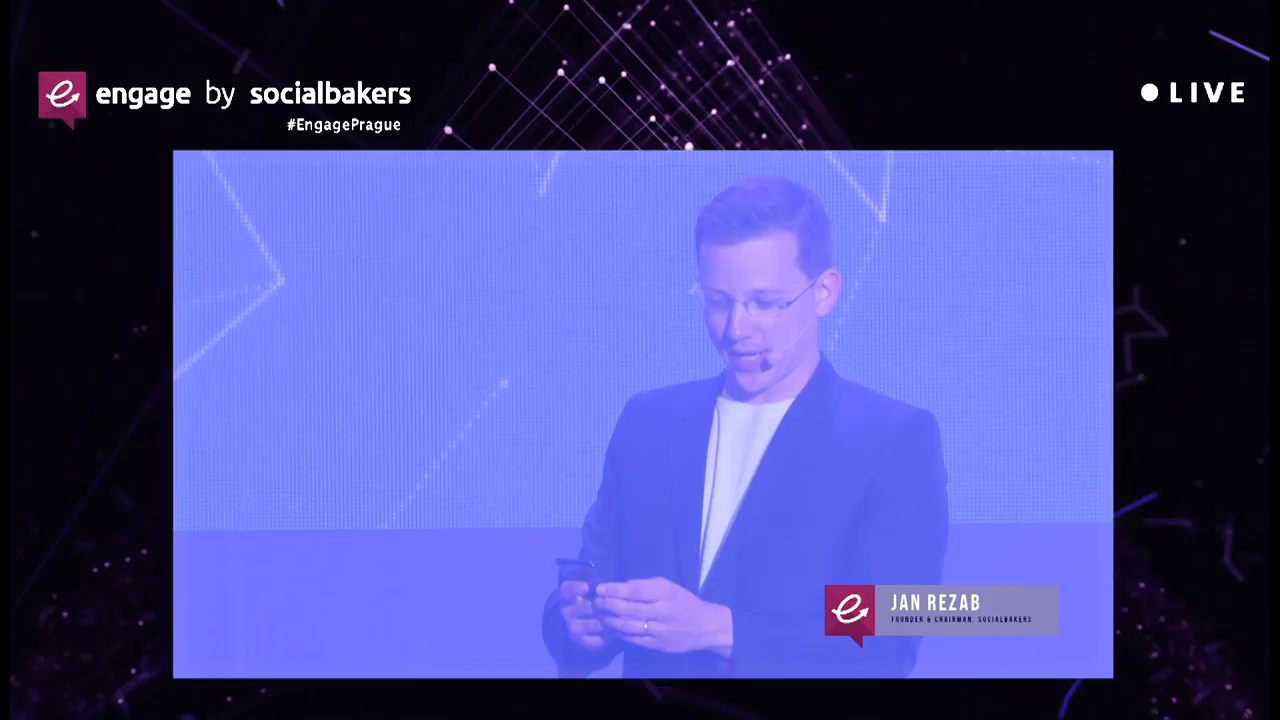 engage by socialbakers
#EngagePrague
LIVE
JAN REZAB
FOUNDER & CHAIRMAN, SOCIALBAKERS